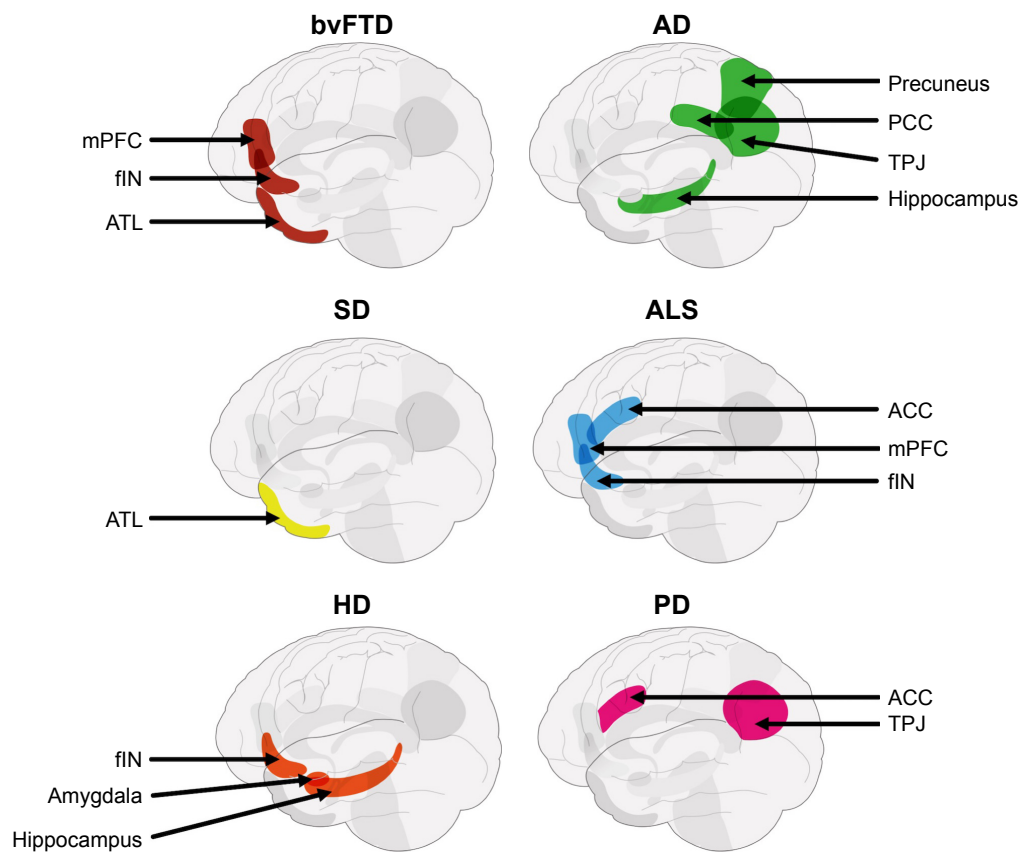 bvFTD
mPFC
fIN
ATL
AD
Precuneus
PCC
TPJ
Hippocampus
SD
ATL
ALS
ACC
mPFC
fIN
HD
fIN
Amygdala
Hippocampus
PD
ACC
TPJ